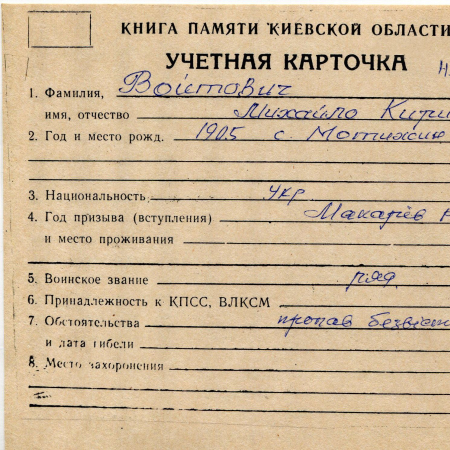 КНИГА ПАМЯТИ КИЕВСКОЙ ОБЛАСТИ
УЧЕТНАЯ КАРТОЧКА
1. Фамилия, Войтович
имя, отчество Михайло
2. Год и место рожд. 1905 с. Мотижин
3. Национальность Укр
4. Год призыва (вступления) Макарів
и место проживания
5. Воинское звание ряд
6. Принадлежность к КПСС, ВЛКСМ
7. Обстоятельства пропав
и дата гибели
8. Место захоронения